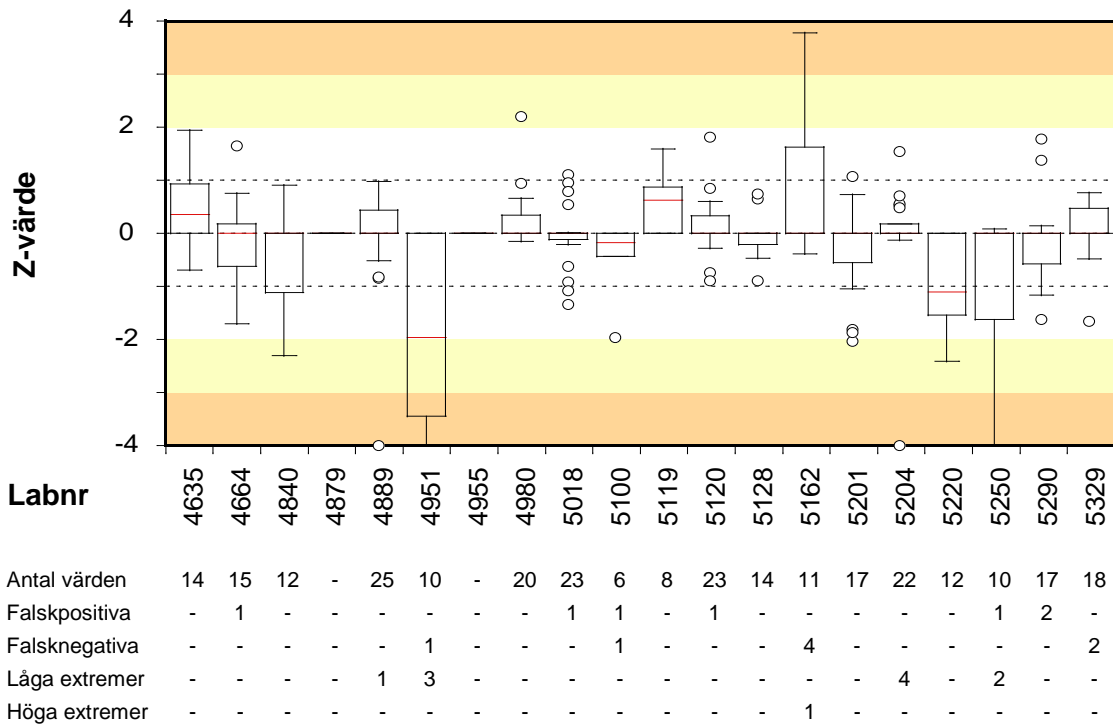 4
2
0
-2
-4
Z-värde
Labnr
4635 4664 4840 4879 4889 4951 4955 4980 5018 5100 5119 5120 5128 5162 5201 5204 5220 5250 5290 5329
Antal värden 14 15 12 - 25 10 - 20 23 6 8 23 14 11 17 22 12 10 17 18
Falskpositiva - 1 - - - - - - 1 1 - 1 - - - - - 1 2 -
Falsknegativa - - - - - 1 - - - 1 - - - 4 - - - - - 2
Låga extremer - - - - 1 3 - - - - - - - - - 4 - 2 - -
Höga extremer - - - - - - - - - - - - - 1 - - - - - -